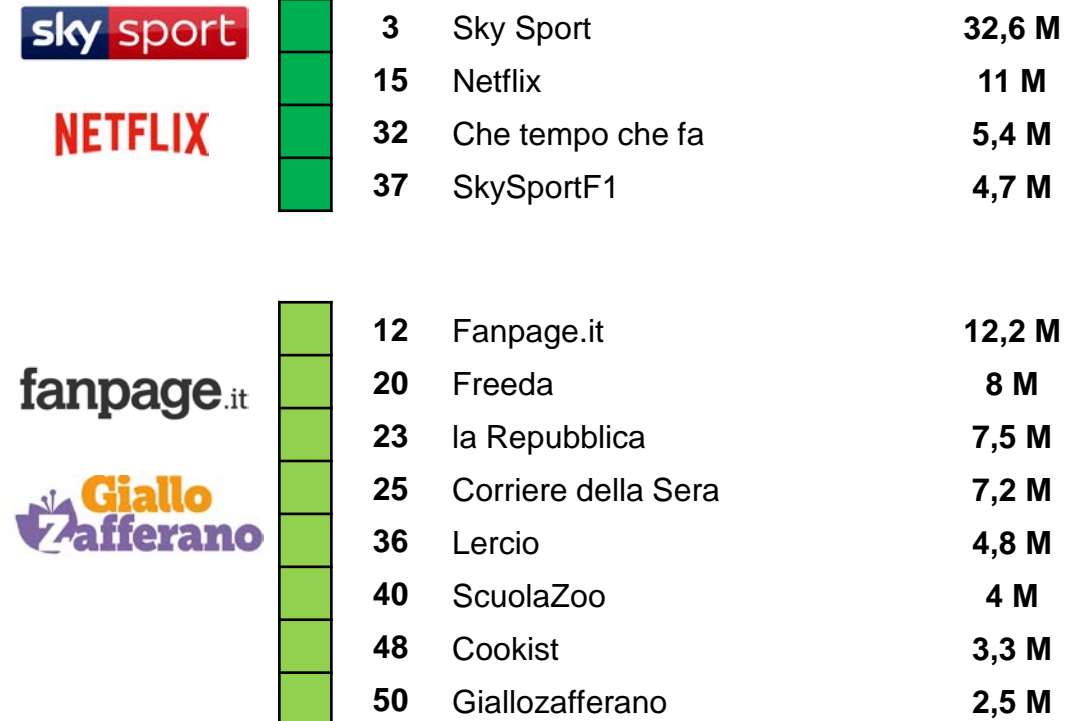 sky sport
3 Sky Sport 32,6 M
15 Netflix 11 M
NETFLIX
32 Che tempo che fa 5,4 M
37 SkySportF1 4,7 M
12 Fanpage.it 12,2 M
fanpage.it
20 Freeda 8 M
23 la Repubblica 7,5 M
Giallo
Zafferano
25 Corriere della Sera 7,2 M
36 Lercio 4,8 M
40 ScuolaZoo 4 M
48 Cookist 3,3 M
50 Giallozafferano 2,5 M